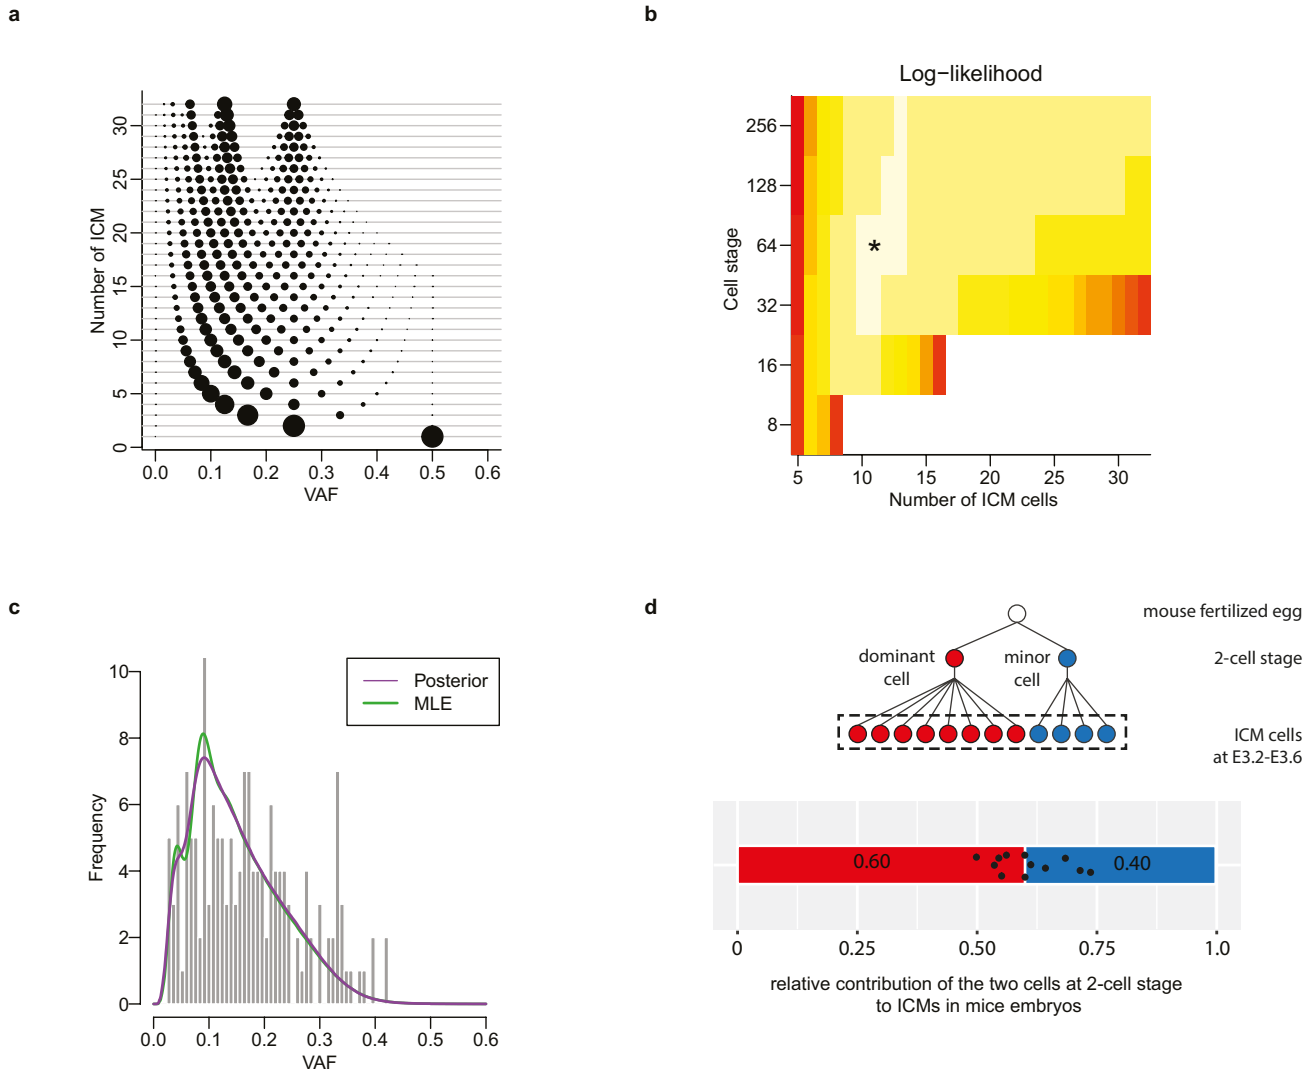 a
30
25
20
15
10
5
0
Number of ICM
0.0 0.1 0.2 0.3 0.4 0.5 0.6
VAF
b
Log−likelihood
256
128
64
32
16
8
Cell stage
*
5 10 15 20 25 30
Number of ICM cells
c
10
8
6
4
2
0
Frequency
Posterior
MLE
0.0 0.1 0.2 0.3 0.4 0.5 0.6
VAF
d
mouse fertilized egg
dominant
cell
minor
cell
2-cell stage
ICM cells
at E3.2-E3.6
0.60 0.40
0 0.25 0.50 0.75 1.0
relative contribution of the two cells at 2-cell stage
to ICMs in mice embryos